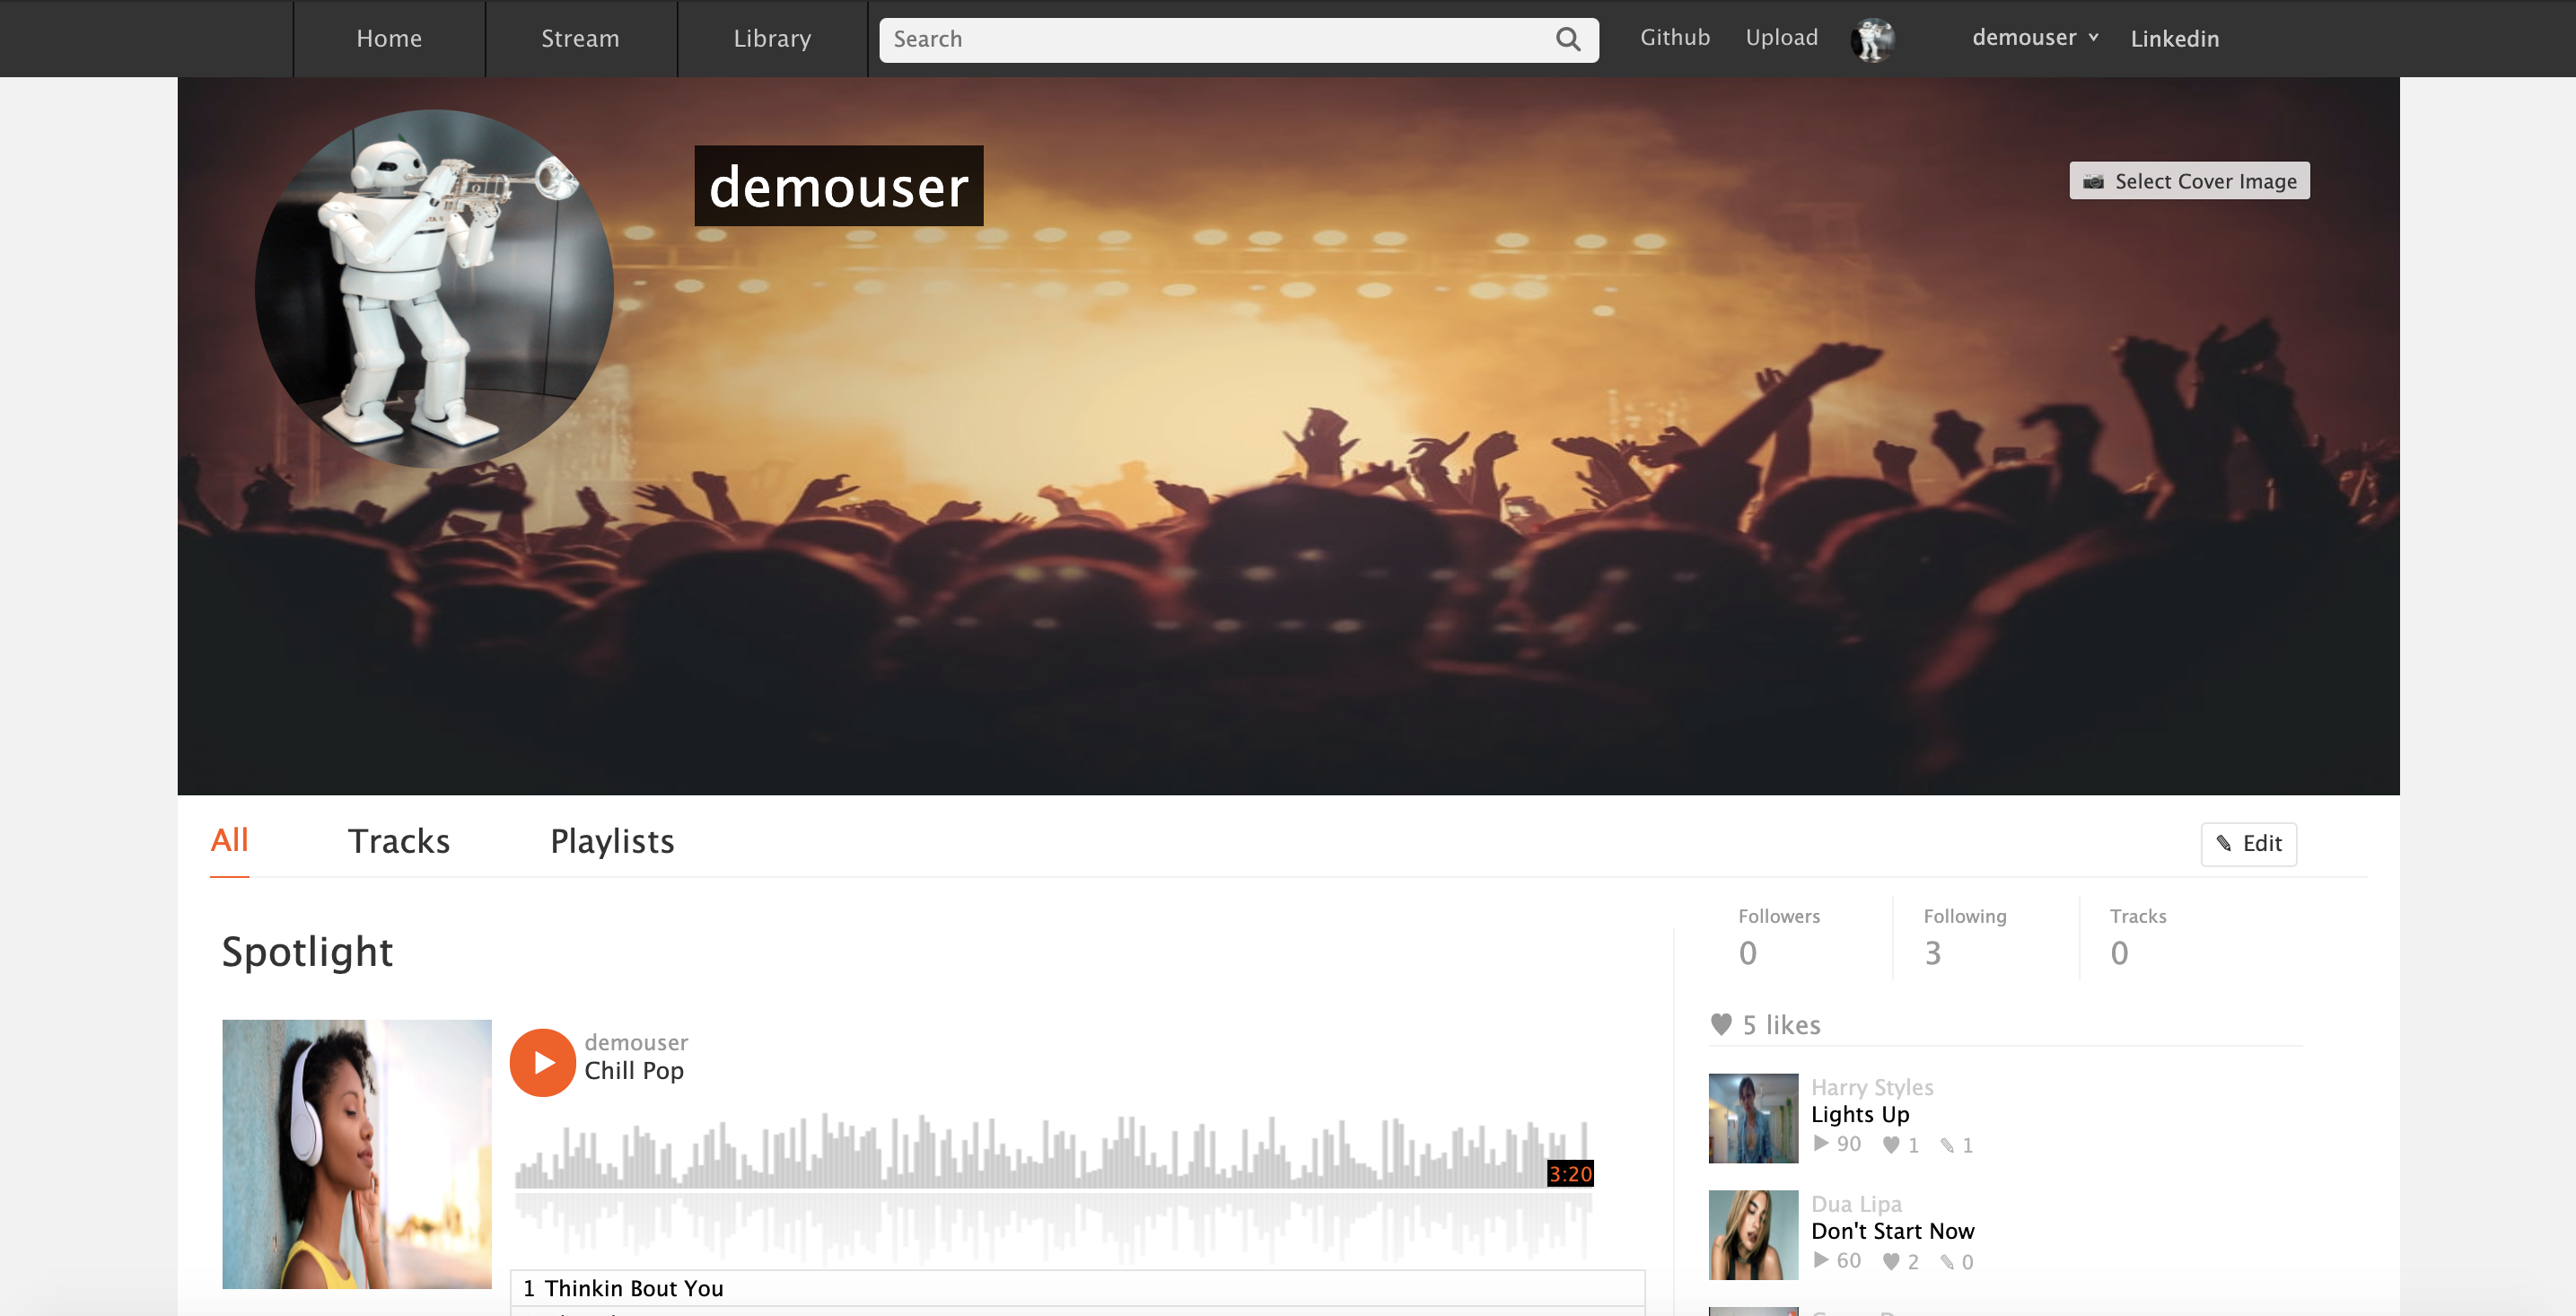 Home Stream Library Search Github Upload demouser Linkedin
demouser
Select Cover Image
All Tracks Playlists Edit
Spotlight
Followers Following Tracks
0 3 0
5 likes
demouser
Chill Pop
3:20
1 Thinkin Bout You
Harry Styles
Lights Up
90 1 1
Dua Lipa
Don't Start Now
60 2 0